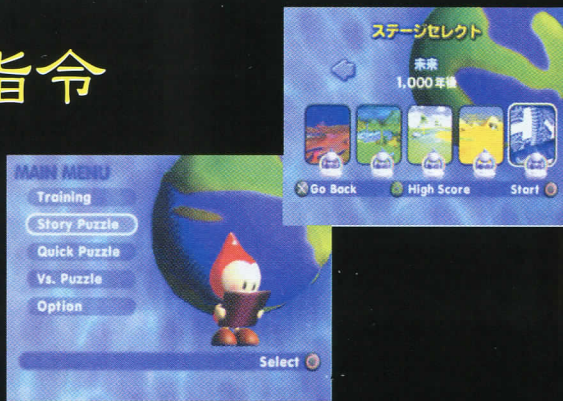 指令
ステージセレクト
未来
1,000年後
Go Back
High Score
Start
MAIN MENU
Training
Story Puzzle
Quick Puzzle
Vs. Puzzle
Option
Select